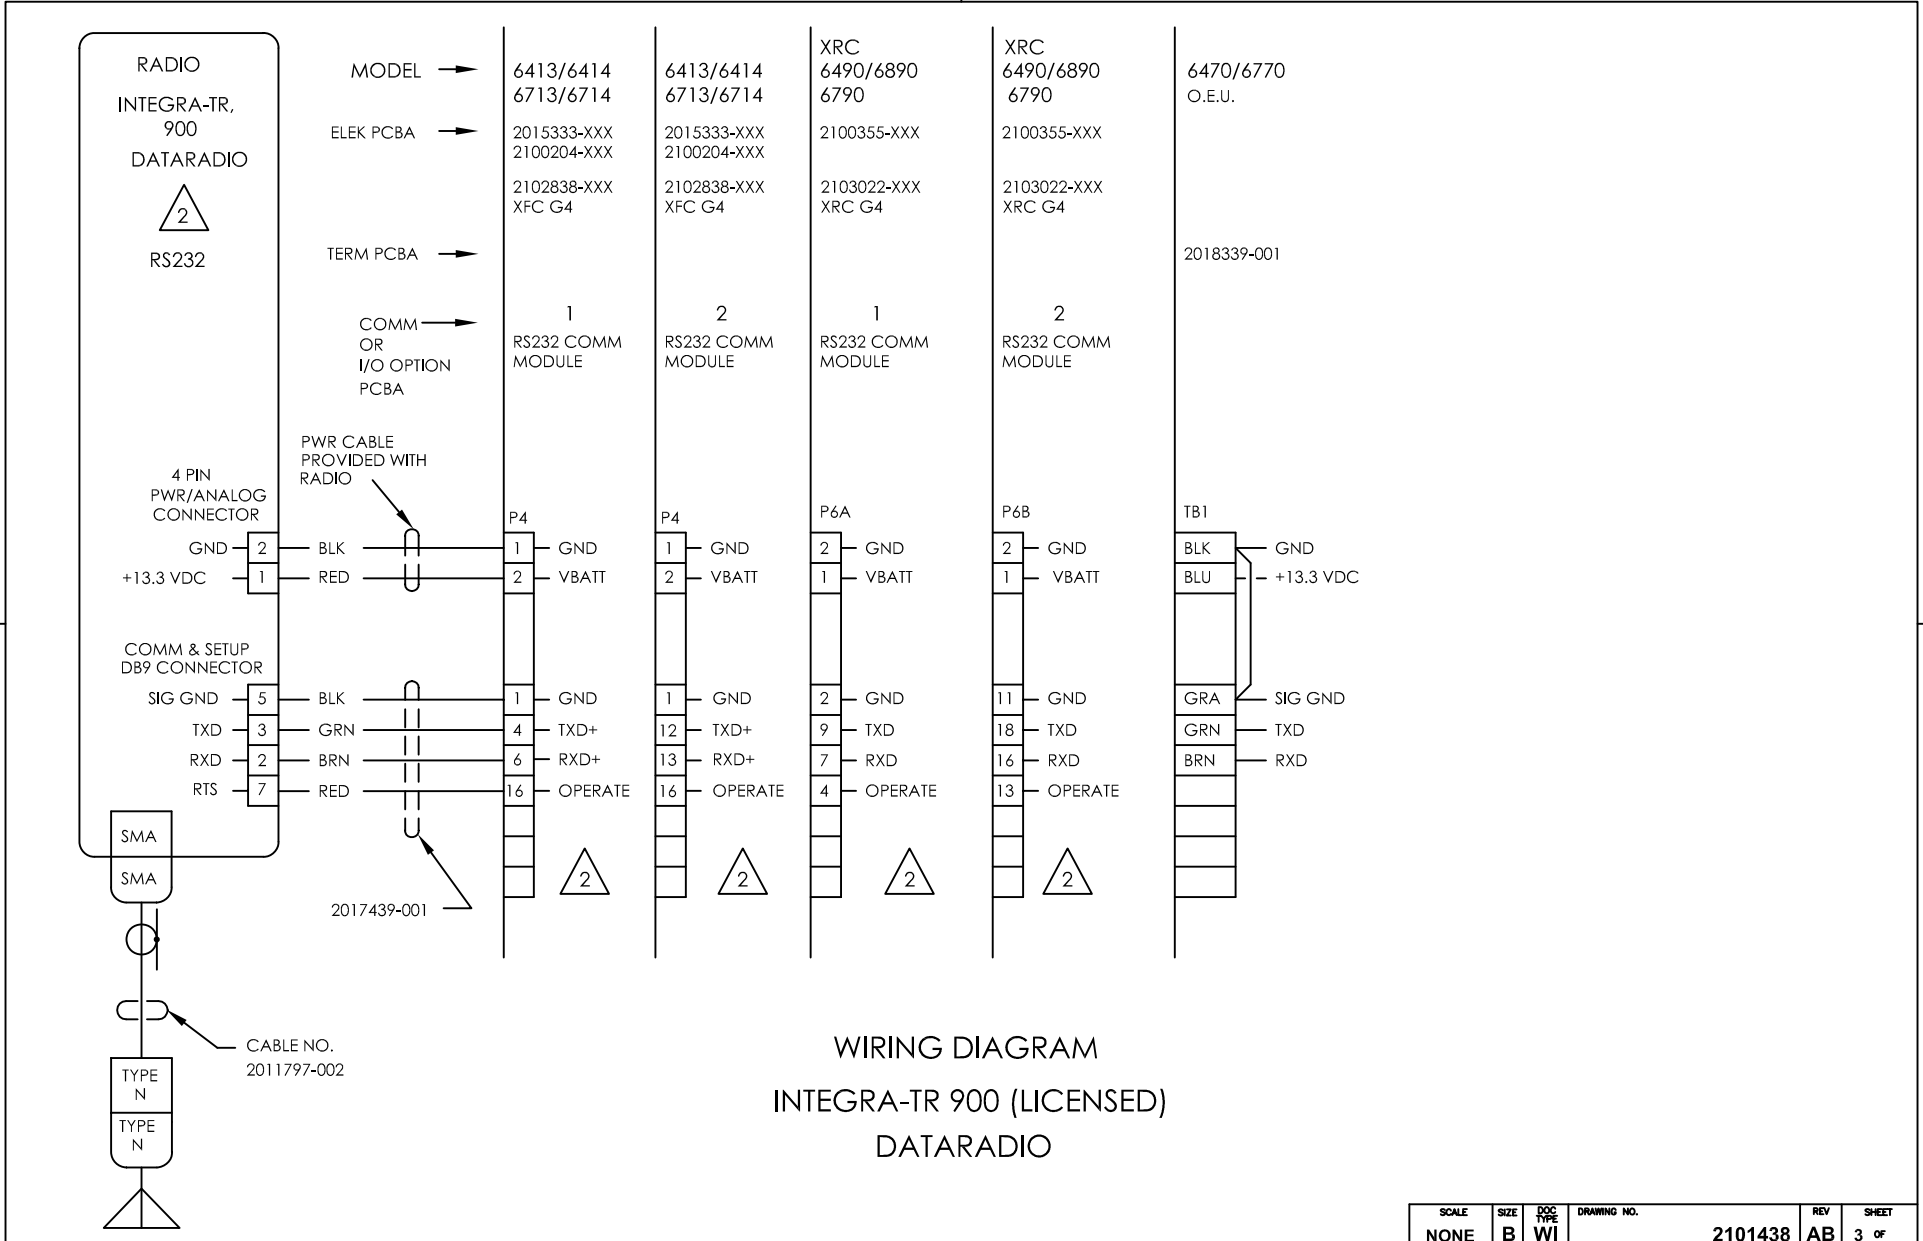 RADIO
INTEGRA-TR,
900
DATARADIO
2
RS232
MODEL
ELEK PCBA
TERM PCBA
COMM
OR
I/O OPTION
PCBA
6413/6414
6713/6714
2015333-XXX
2100204-XXX
2102838-XXX
XFC G4
1
RS232 COMM
MODULE
6413/6414
6713/6714
2015333-XXX
2100204-XXX
2102838-XXX
XFC G4
2
RS232 COMM
MODULE
XRC
6490/6890
6790
2100355-XXX
2103022-XXX
XRC G4
1
RS232 COMM
MODULE
XRC
6490/6890
6790
2100355-XXX
2103022-XXX
XRC G4
2
RS232 COMM
MODULE
6470/6770
O.E.U.
2018339-001
PWR CABLE
PROVIDED WITH
RADIO
4 PIN
PWR/ANALOG
CONNECTOR
GND 2 BLK
+13.3 VDC 1 RED
COMM & SETUP
DB9 CONNECTOR
SIG GND 5 BLK
TXD 3 GRN
RXD 2 BRN
RTS 7 RED
P4
1 GND
2 VBATT
1 GND
4 TXD+
6 RXD+
16 OPERATE
2
P4
1 GND
2 VBATT
1 GND
12 TXD+
13 RXD+
16 OPERATE
2
P6A
2 GND
1 VBATT
2 GND
9 TXD
7 RXD
4 OPERATE
2
P6B
2 GND
1 VBATT
11 GND
18 TXD
16 RXD
13 OPERATE
2
TB1
BLK GND
BLU +13.3 VDC
GRA SIG GND
GRN TXD
BRN RXD
SMA
SMA
2017439-001
CABLE NO.
2011797-002
TYPE
N
TYPE
N
WIRING DIAGRAM
INTEGRA-TR 900 (LICENSED)
DATARADIO
SCALE
NONE
SIZE
B
DOC
TYPE
WI
DRAWING NO.
2101438
REV
AB
SHEET
3 OF